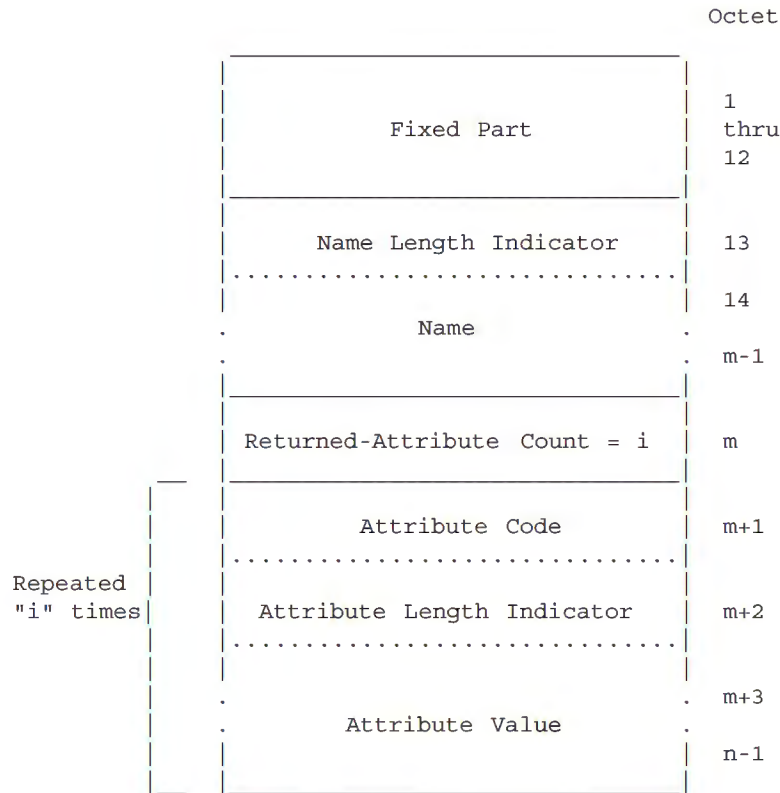 Octet
1
Fixed Part thru
12
Name Length Indicator 13
14
Name
m-1
Returned-Attribute Count = i m
Attribute Code m+1
Repeated
"i" times Attribute Length Indicator m+2
m+3
Attribute Value
n-1